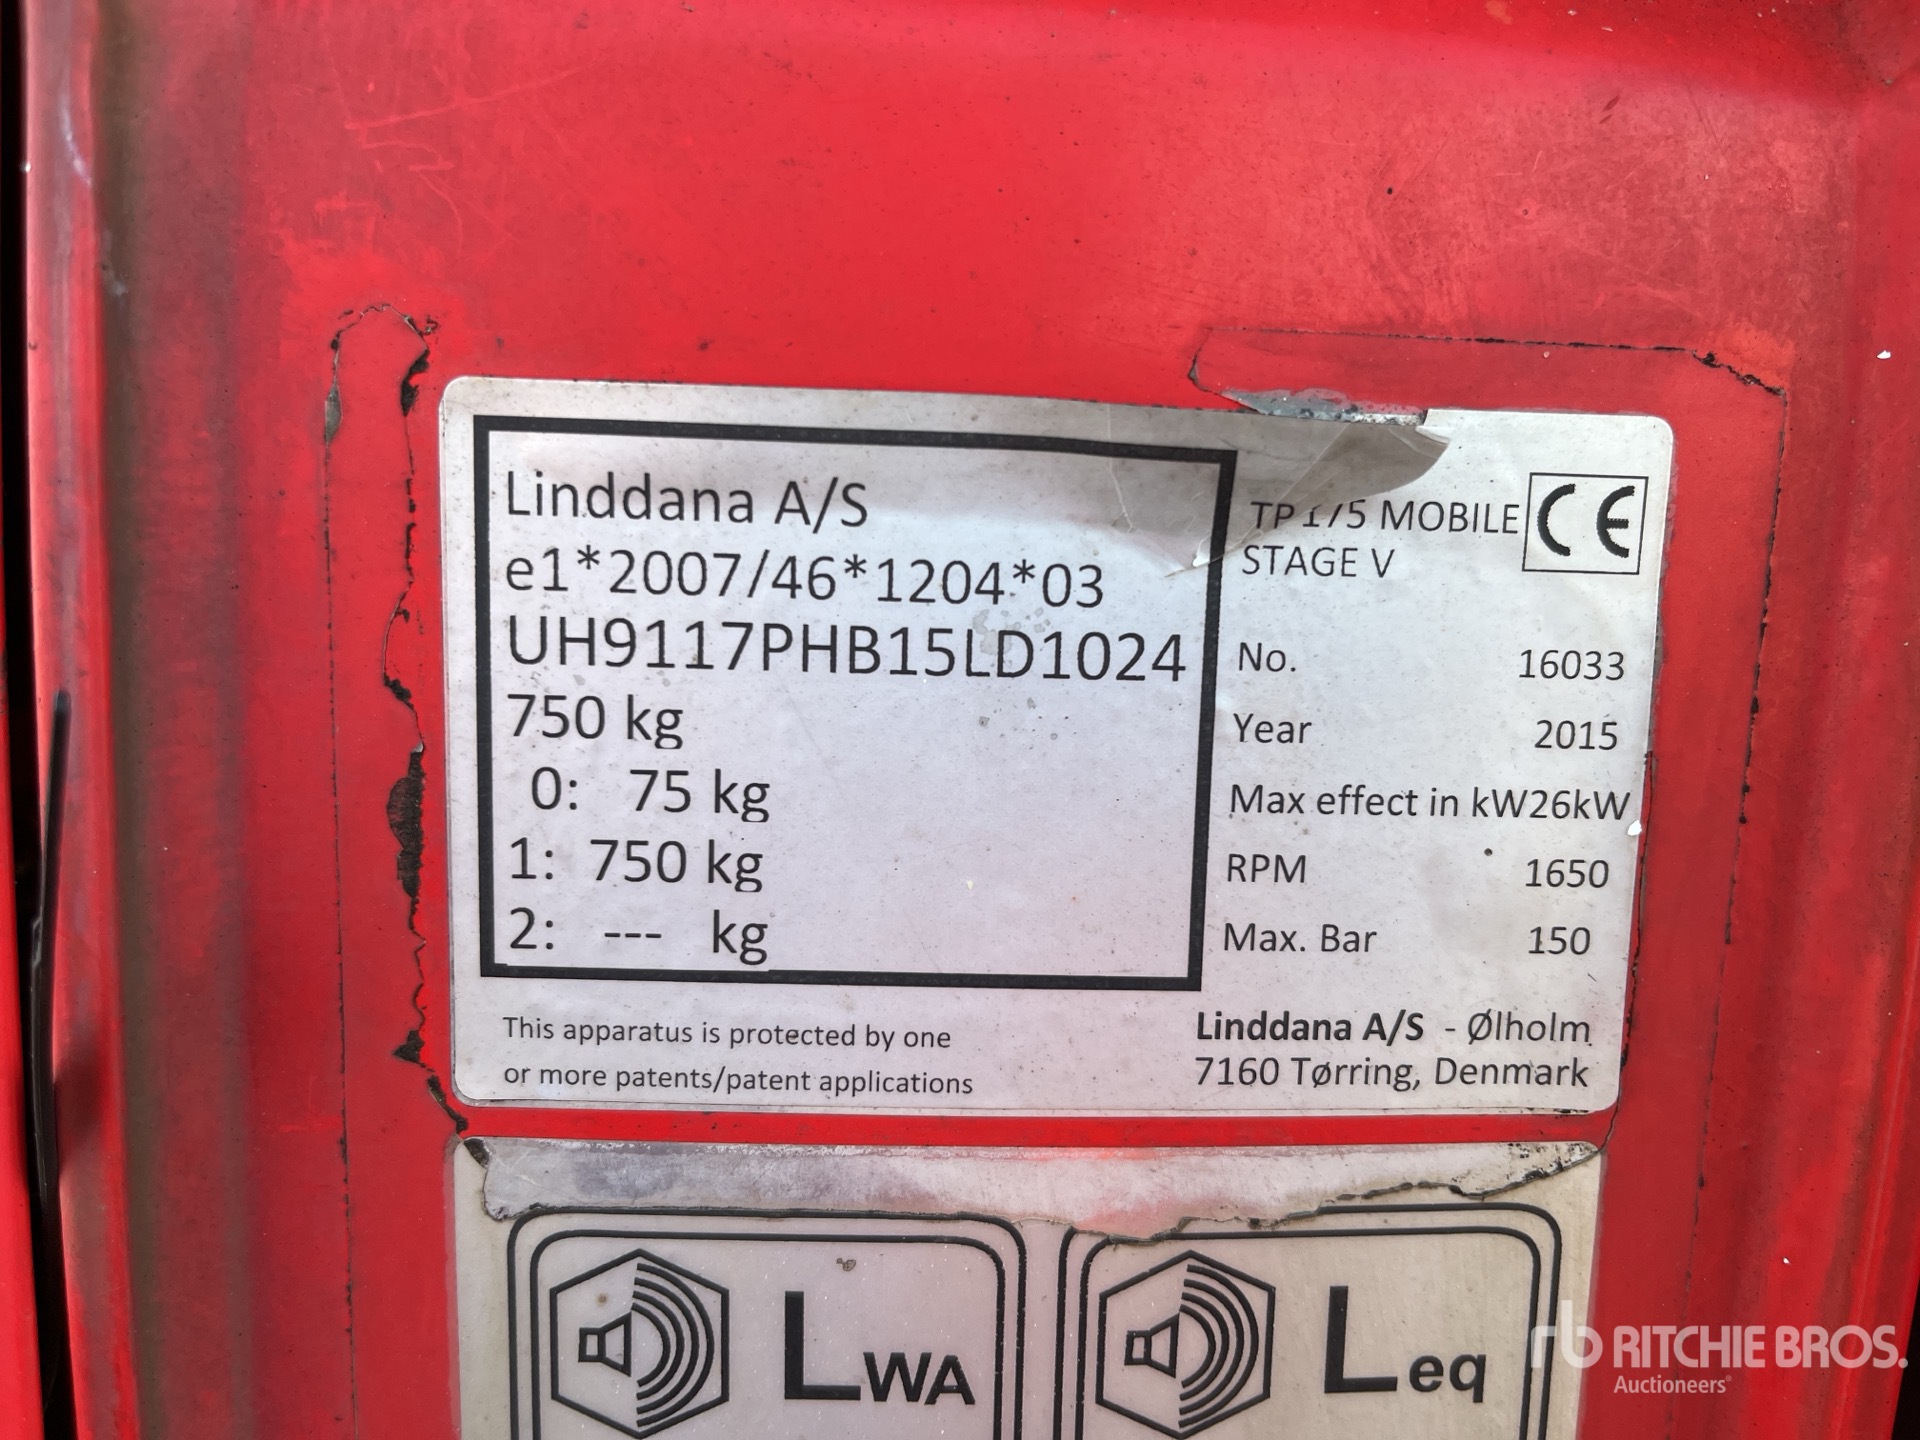 Linddana A/S
e1*2007/46*1204*03
UH9117PHB15LD1024
750 kg
0: 75 kg
1: 750 kg
2: --- kg
This apparatus is protected by one
or more patents/patent applications
TP 175 MOBILE
STAGE V
CE
No. 16033
Year 2015
Max effect in kW26kW
RPM 1650
Max. Bar 150
Linddana A/S - Ølholm
7160 Tørring, Denmark
LWA
Leq
rb RITCHIE BROS.
Auctioneers